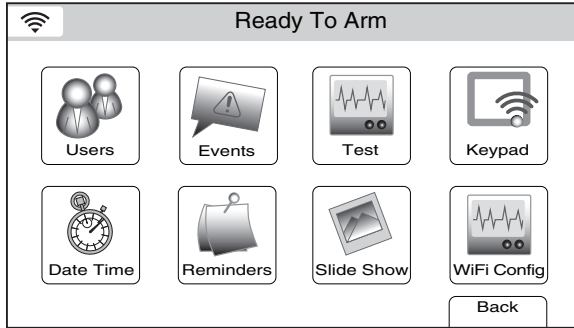 Ready To Arm
Users
Events
Test
Keypad
Date Time
Reminders
Slide Show
WiFi Config
Back